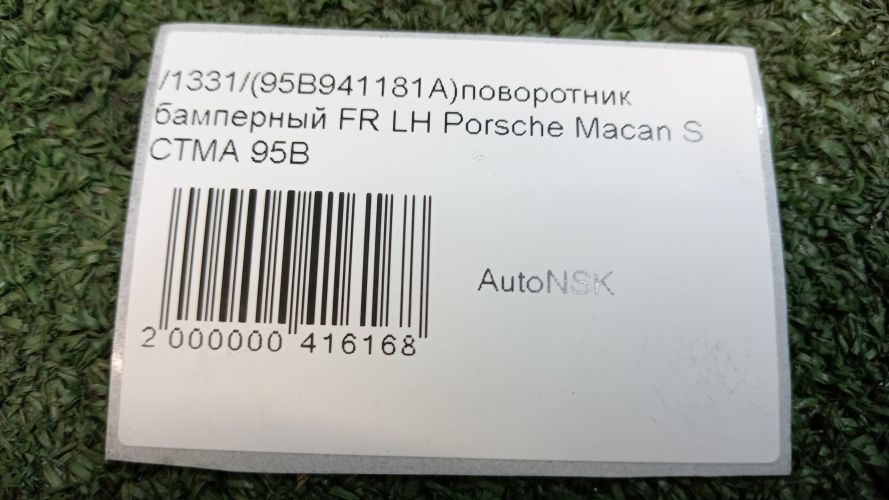 /1331/(95B941181A)поворотник
бамперный FR LH Porsche Macan S
CTMA 95B
AutoNSK
2 000000 416168